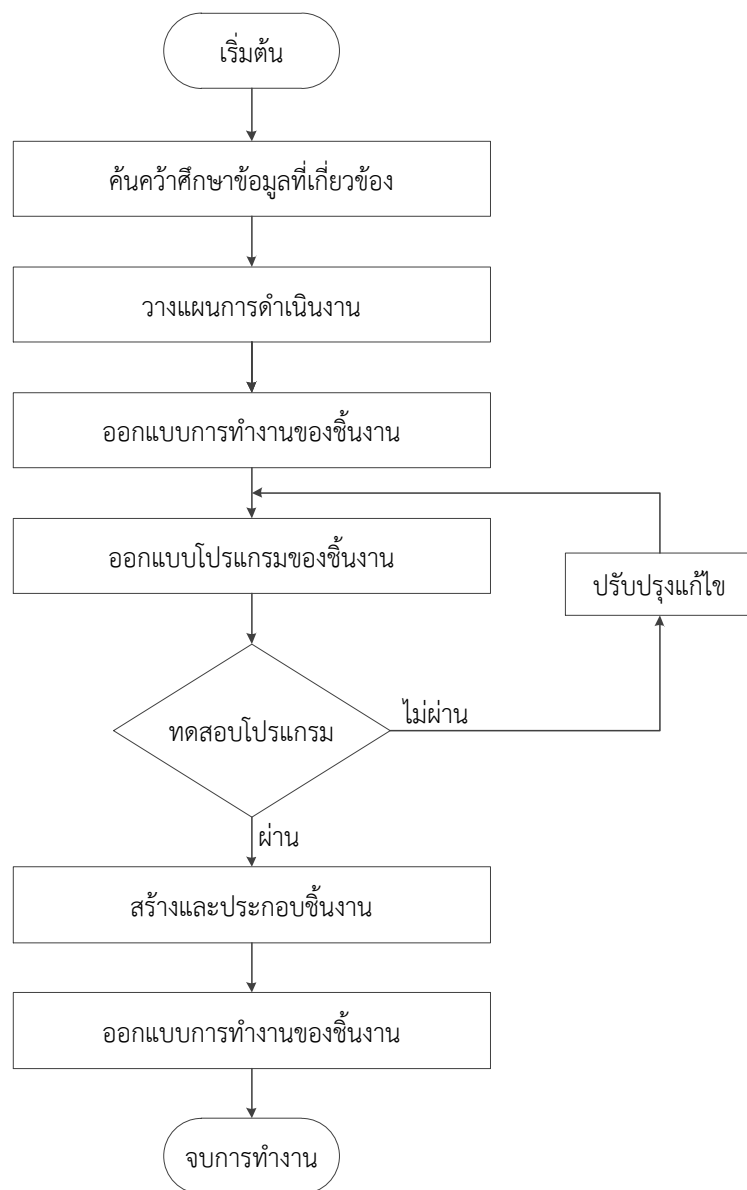 เริ่มต้น
ค้นคว้าศึกษาข้อมูลที่เกี่ยวข้อง
วางแผนการดำเนินงาน
ออกแบบการทำงานของชิ้นงาน
ออกแบบโปรแกรมของชิ้นงาน
ปรับปรุงแก้ไข
ไม่ผ่าน
ทดสอบโปรแกรม
ผ่าน
สร้างและประกอบชิ้นงาน
ออกแบบการทำงานของชิ้นงาน
จบการทำงาน